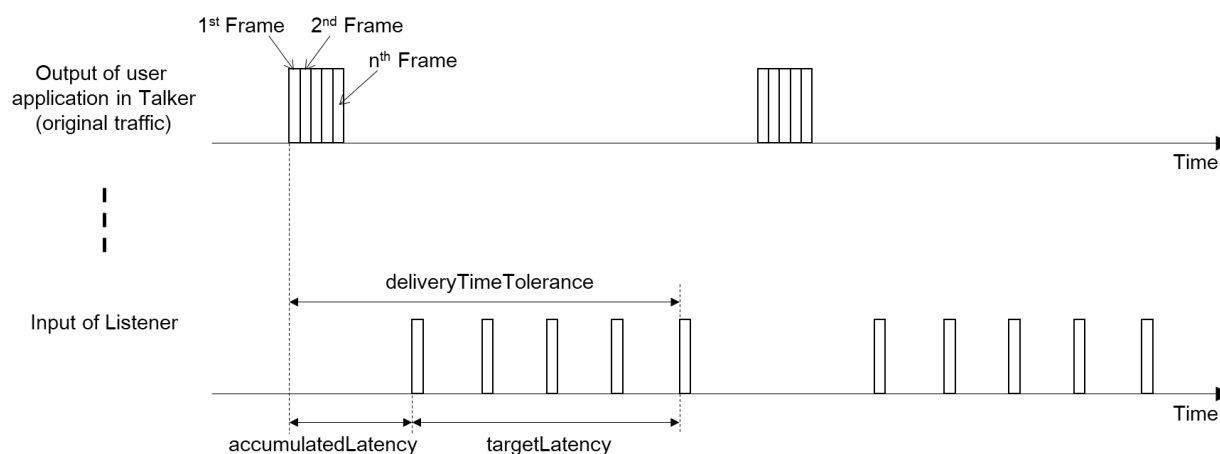 1st Frame
2nd Frame
nth Frame
Output of user
application in Talker
(original traffic)
Time
deliveryTimeTolerance
Input of Listener
Time
accumulatedLatency
targetLatency